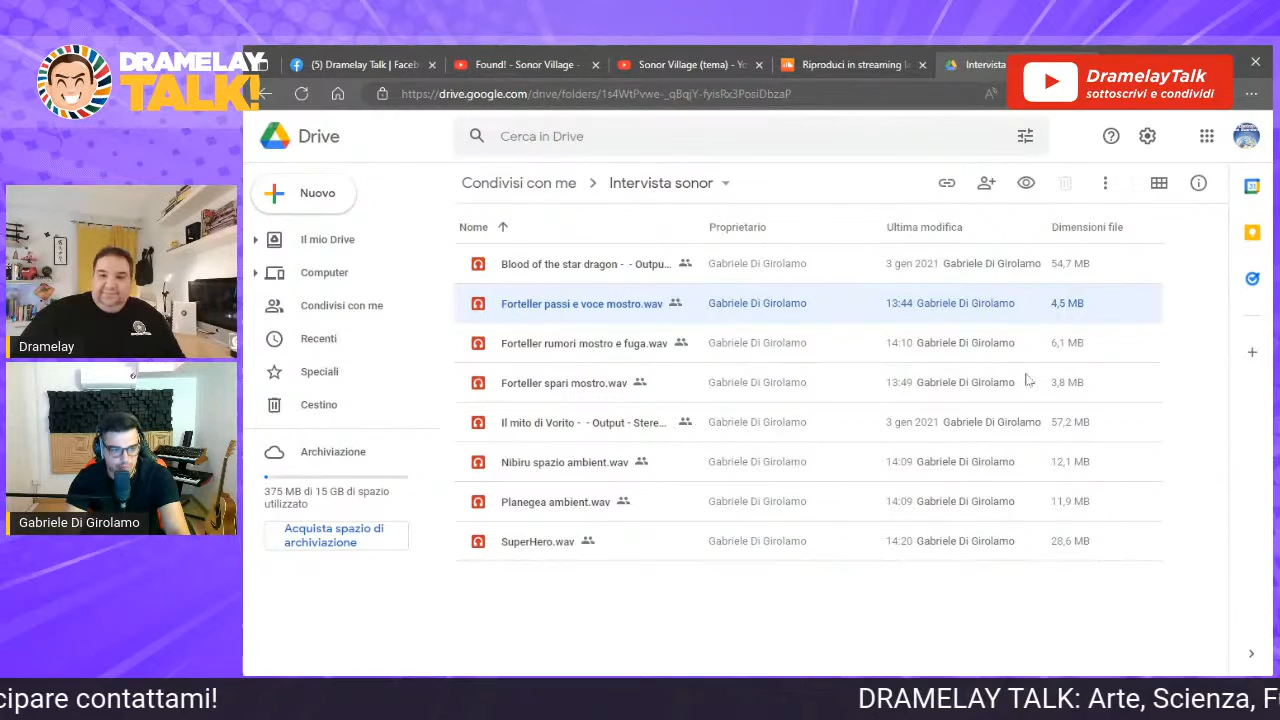 DRAMELAY
TALK!
(5) Dramelay Talk | Faceb
Found! - Sonor Village
Sonor Village (tema) - Yo
Riproduci in streaming l
Intervista
DramelayTalk
sottoscrivi e condividi
Drive
Cerca in Drive
Nuovo
Il mio Drive
Computer
Condivisi con me
Recenti
Speciali
Cestino
Archiviazione
375 MB di 15 GB di spazio
utilizzato
Acquista spazio di
archiviazione
Condivisi con me > Intervista sonor
Nome Proprietario Ultima modifica Dimensioni file
Blood of the star dragon - - Outpu... Gabriele Di Girolamo 3 gen 2021 Gabriele Di Girolamo 54,7 MB
Forteller passi e voce mostro.wav Gabriele Di Girolamo 13:44 Gabriele Di Girolamo 4,5 MB
Forteller rumori mostro e fuga.wav Gabriele Di Girolamo 14:10 Gabriele Di Girolamo 6,1 MB
Forteller spari mostro.wav Gabriele Di Girolamo 13:49 Gabriele Di Girolamo 3,8 MB
Il mito di Vorito - - Output - Stere... Gabriele Di Girolamo 3 gen 2021 Gabriele Di Girolamo 57,2 MB
Nibiru spazio ambient.wav Gabriele Di Girolamo 14:09 Gabriele Di Girolamo 12,1 MB
Planegea ambient.wav Gabriele Di Girolamo 14:09 Gabriele Di Girolamo 11,9 MB
SuperHero.wav Gabriele Di Girolamo 14:20 Gabriele Di Girolamo 28,6 MB
Dramelay
Gabriele Di Girolamo
cipare contattami! DRAMELAY TALK: Arte, Scienza, F